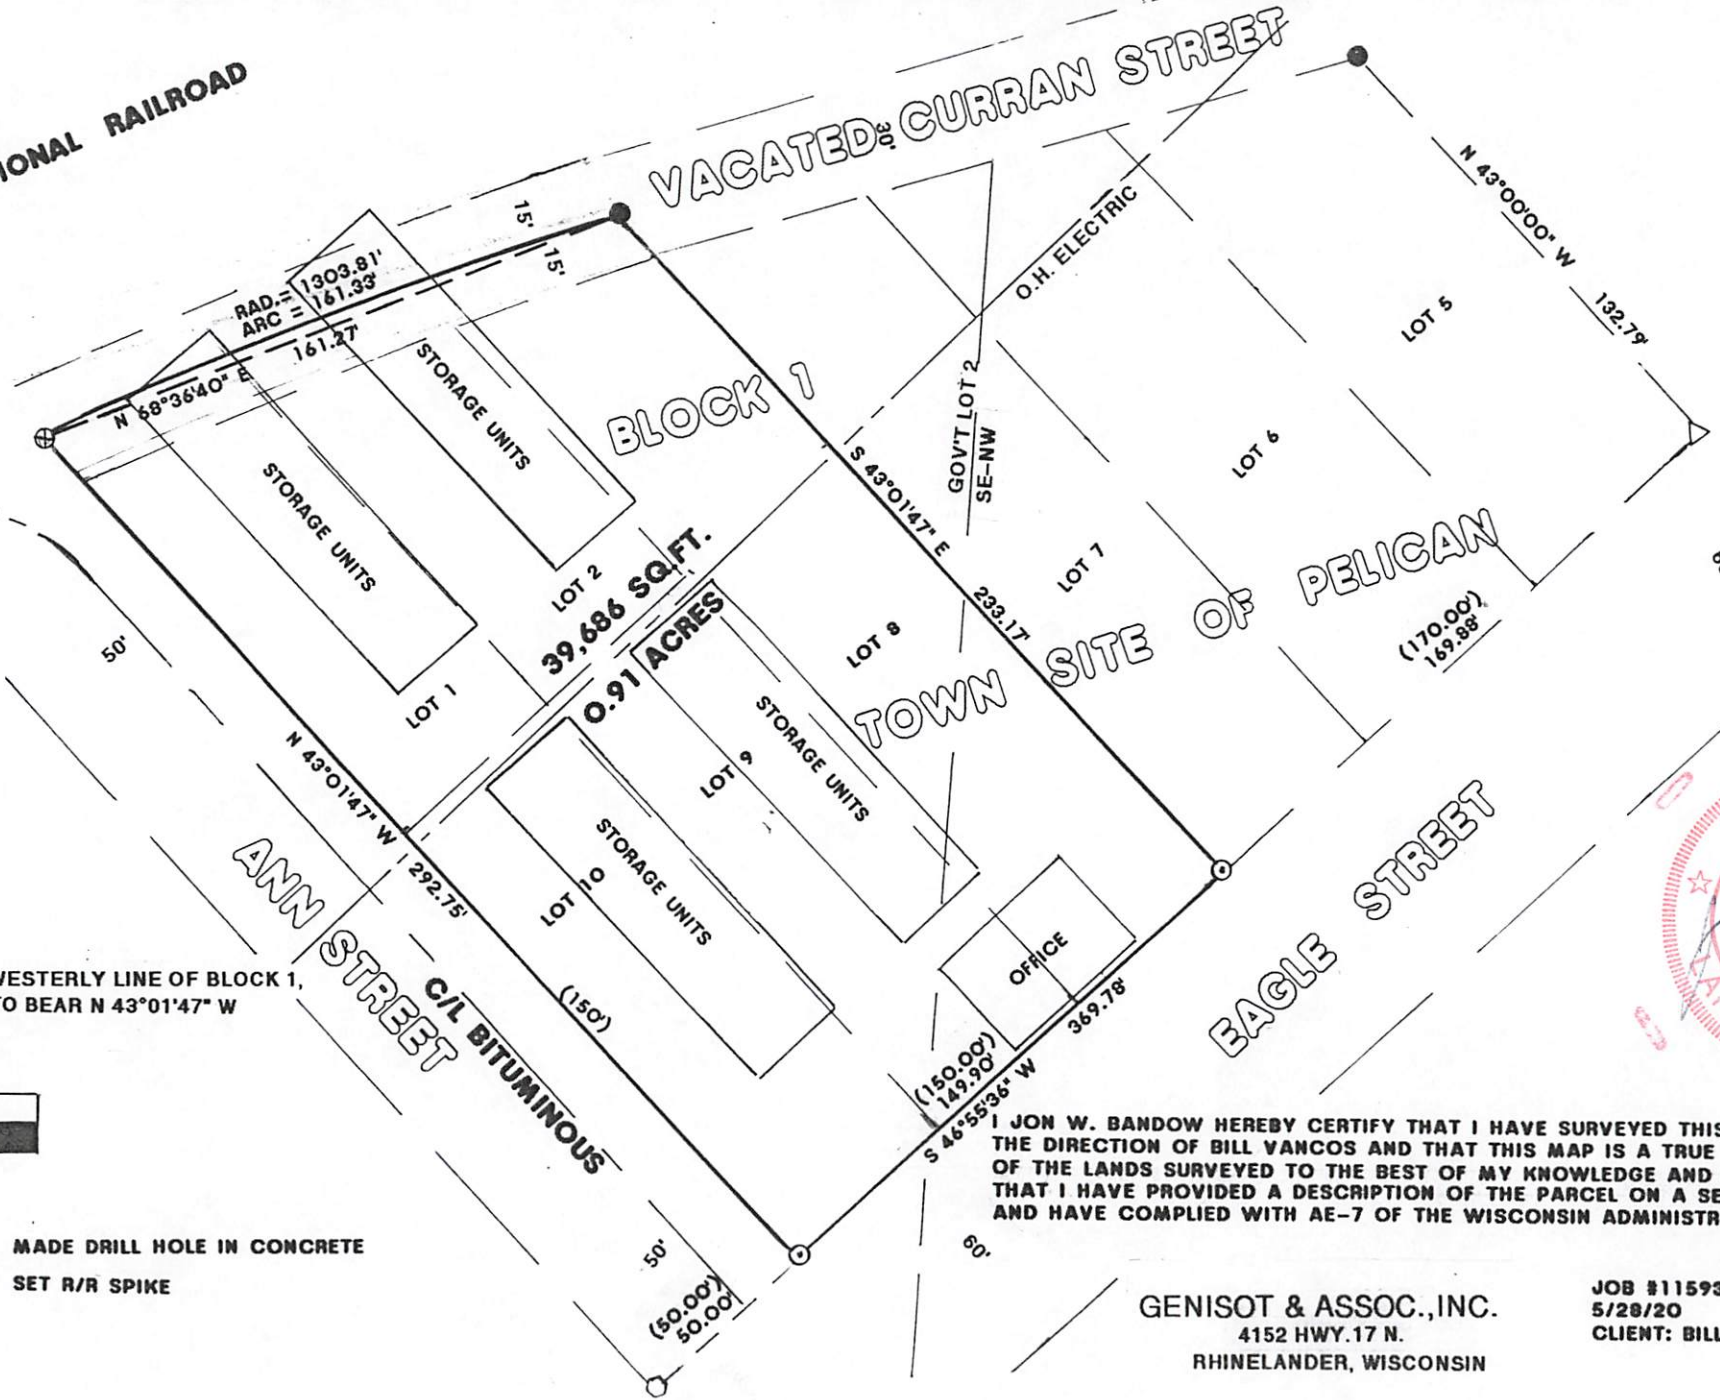 IONAL RAILROAD
VACATED CURRAN STREET
30'
15'
15'
RAD.= 1303.81'
ARC = 161.33'
161.27'
N 68°36'40" E
STORAGE UNITS
STORAGE UNITS
BLOCK 1
O.H. ELECTRIC
N 43°00'00" W
132.79'
LOT 5
LOT 6
LOT 7
GOV'T LOT 2
SE-NW
S 43°01'47" E
233.17'
LOT 2
39,686 SQ.FT.
0.91 ACRES
LOT 8
LOT 1
TOWN SITE OF PELICAN
(170.00')
169.88'
50'
N 43°01'47" W
292.75'
STORAGE UNITS
STORAGE UNITS
LOT 9
LOT 10
(150')
OFFICE
369.78'
(150.00')
149.90'
S 46°55'36" W
ANN STREET
C/L BITUMINOUS
EAGLE STREET
WESTERLY LINE OF BLOCK 1,
TO BEAR N 43°01'47" W
I JON W. BANDOW HEREBY CERTIFY THAT I HAVE SURVEYED THIS
THE DIRECTION OF BILL VANCOS AND THAT THIS MAP IS A TRUE
OF THE LANDS SURVEYED TO THE BEST OF MY KNOWLEDGE AND
THAT I HAVE PROVIDED A DESCRIPTION OF THE PARCEL ON A SE
AND HAVE COMPLIED WITH AE-7 OF THE WISCONSIN ADMINISTR
MADE DRILL HOLE IN CONCRETE
SET R/R SPIKE
50'
(50.00')
50.00'
60'
GENISOT & ASSOC.,INC.
4152 HWY.17 N.
RHINELANDER, WISCONSIN
JOB #11593
5/28/20
CLIENT: BILL